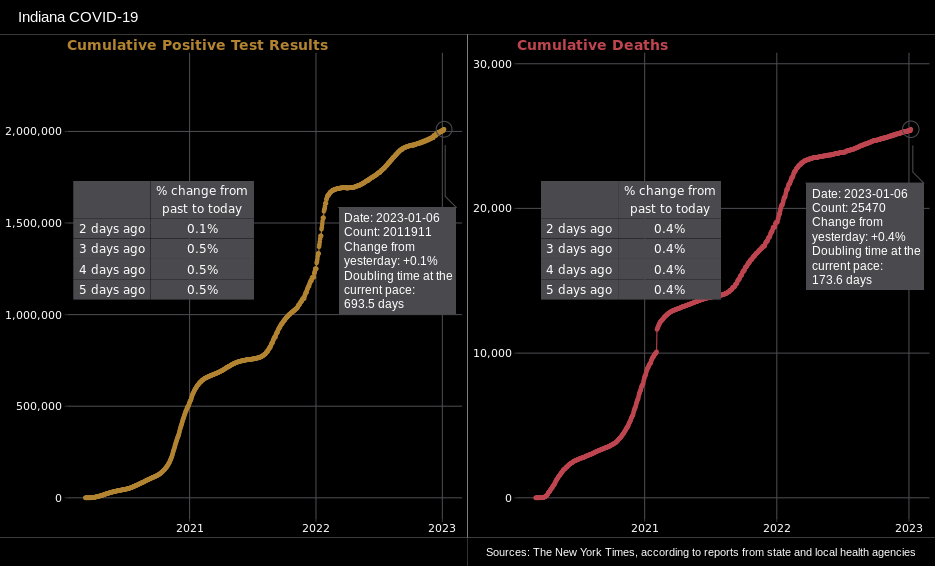 Indiana COVID-19
Cumulative Positive Test Results
2,000,000
1,500,000
1,000,000
500,000
0
2021
2022
2023
% change from
past to today
2 days ago 0.1%
3 days ago 0.5%
4 days ago 0.5%
5 days ago 0.5%
Date: 2023-01-06
Count: 2011911
Change from
yesterday: +0.1%
Doubling time at the
current pace:
693.5 days
Cumulative Deaths
30,000
20,000
10,000
0
2021
2022
2023
% change from
past to today
2 days ago 0.4%
3 days ago 0.4%
4 days ago 0.4%
5 days ago 0.4%
Date: 2023-01-06
Count: 25470
Change from
yesterday: +0.4%
Doubling time at the
current pace:
173.6 days
Sources: The New York Times, according to reports from state and local health agencies